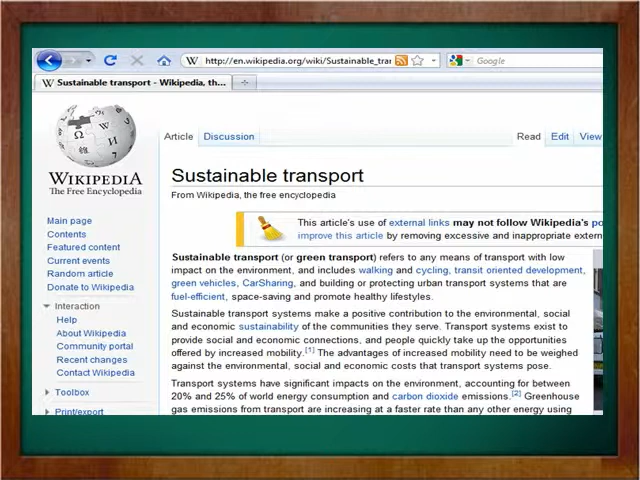 http://en.wikipedia.org/wiki/Sustainable_tra
Google
W Sustainable transport - Wikipedia, th...
WIKIPEDIA
The Free Encyclopedia
Main page
Contents
Featured content
Current events
Random article
Donate to Wikipedia
Interaction
Help
About Wikipedia
Community portal
Recent changes
Contact Wikipedia
Toolbox
Print/export
Article Discussion Read Edit View
Sustainable transport
From Wikipedia, the free encyclopedia
This article's use of external links may not follow Wikipedia's po
improve this article by removing excessive and inappropriate extern
Sustainable transport (or green transport) refers to any means of transport with low
impact on the environment, and includes walking and cycling, transit oriented development,
green vehicles, CarSharing, and building or protecting urban transport systems that are
fuel-efficient, space-saving and promote healthy lifestyles.
Sustainable transport systems make a positive contribution to the environmental, social
and economic sustainability of the communities they serve. Transport systems exist to
provide social and economic connections, and people quickly take up the opportunities
offered by increased mobility.[1] The advantages of increased mobility need to be weighed
against the environmental, social and economic costs that transport systems pose.
Transport systems have significant impacts on the environment, accounting for between
20% and 25% of world energy consumption and carbon dioxide emissions.[2] Greenhouse
gas emissions from transport are increasing at a faster rate than any other energy using